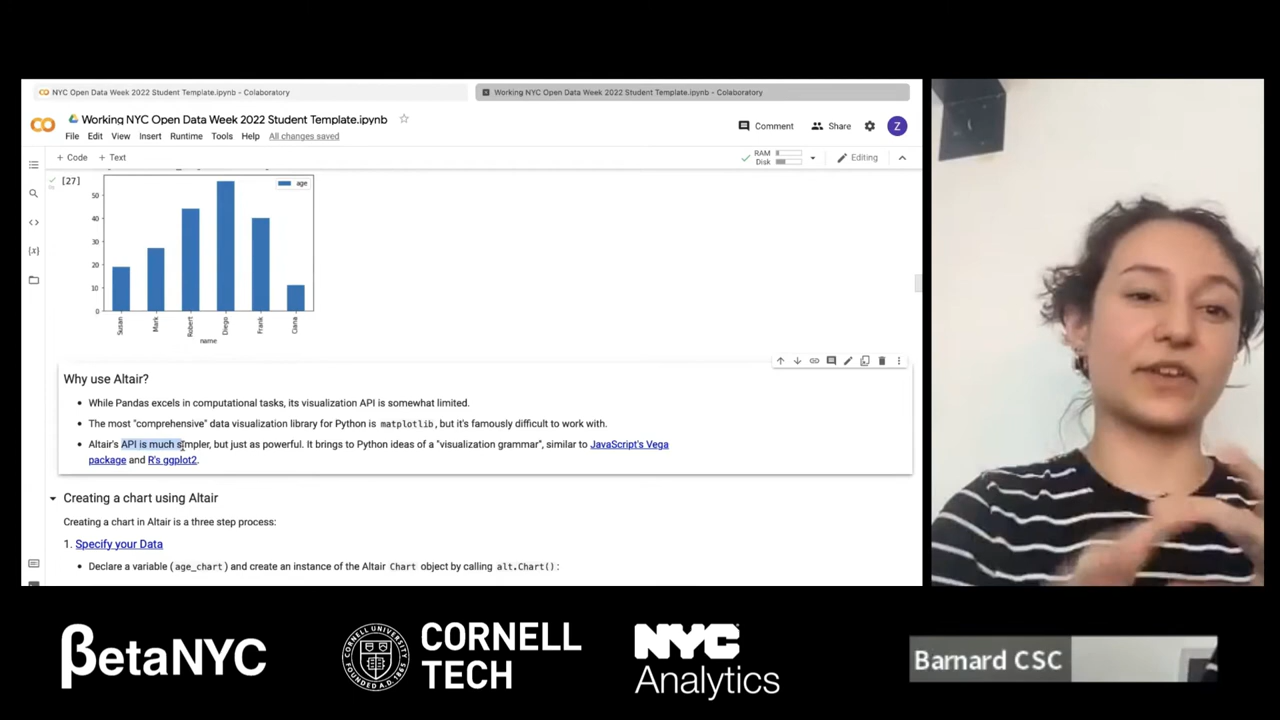 NYC Open Data Week 2022 Student Template.ipynb - Colaboratory
Working NYC Open Data Week 2022 Student Template.ipynb - Colaboratory
Working NYC Open Data Week 2022 Student Template.ipynb
Comment
Share
Z
File Edit View Insert Runtime Tools Help All changes saved
+ Code + Text
RAM
Disk
Editing
[27]
age
50
40
30
20
10
0
Susan
Mark
Robert
Diego
Frank
Ciana
name
Why use Altair?
• While Pandas excels in computational tasks, its visualization API is somewhat limited.
• The most "comprehensive" data visualization library for Python is matplotlib, but it's famously difficult to work with.
• Altair's API is much simpler, but just as powerful. It brings to Python ideas of a "visualization grammar", similar to JavaScript's Vega
package and R's ggplot2.
Creating a chart using Altair
Creating a chart in Altair is a three step process:
1. Specify your Data
• Declare a variable (age_chart) and create an instance of the Altair Chart object by calling alt.Chart():
βetaNYC
CORNELL UNIVERSITY
FOUNDED A.D. 1865
CORNELL
TECH
NYC
Analytics
Barnard CSC